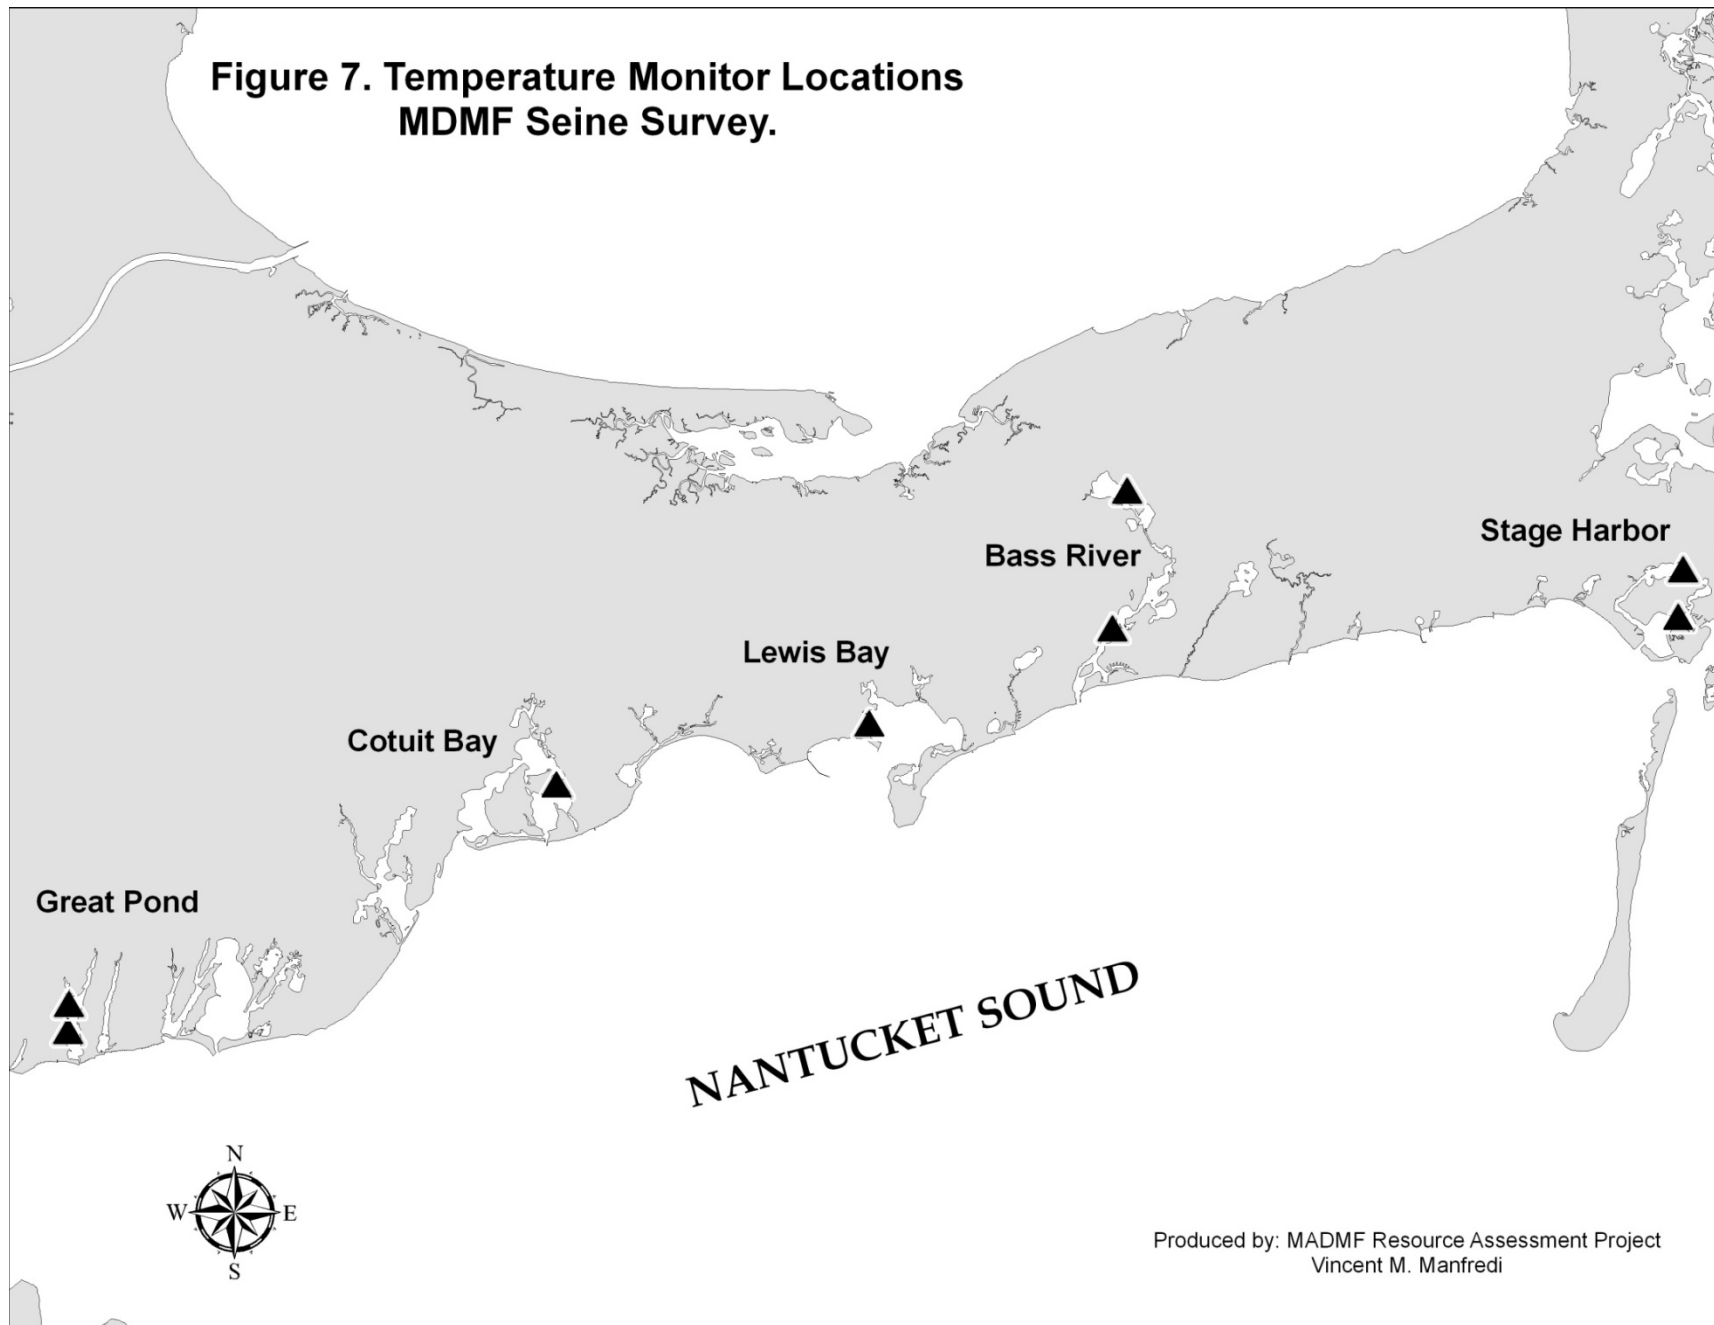 Figure 7. Temperature Monitor Locations
MDMF Seine Survey.
Stage Harbor
Bass River
Lewis Bay
Cotuit Bay
Great Pond
NANTUCKET SOUND
N
W E
S
Produced by: MADMF Resource Assessment Project
Vincent M. Manfredi